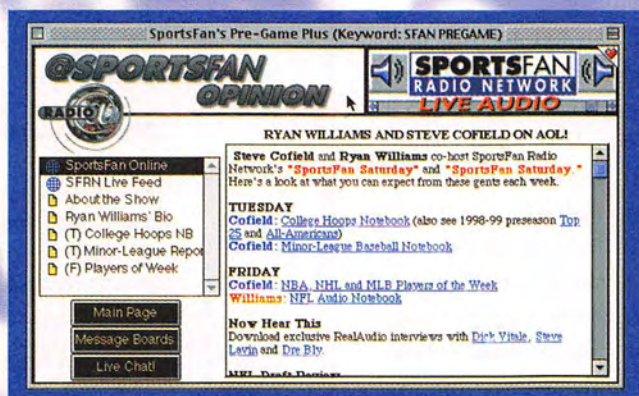 SportsFan's Pre-Game Plus (Keyword: SFAN PREGAME)
@SPORTSFAN
OPINION
RADIO
SPORTSFAN
RADIO NETWORK
LIVE AUDIO
RYAN WILLIAMS AND STEVE COFIELD ON AOL!
SportsFan Online
SFRN Live Feed
About the Show
Ryan Williams' Bio
(T) College Hoops NB
(T) Minor-League Repor
(F) Players of Week
Main Page
Message Boards
Live Chat!
Steve Cofield and Ryan Williams co-host SportsFan Radio
Network's "SportsFan Saturday" and "SportsFan Saturday."
Here's a look at what you can expect from these gents each week.
TUESDAY
Cofield: College Hoops Notebook (also see 1998-99 preseason Top
25 and All-Americans)
Cofield: Minor-League Baseball Notebook
FRIDAY
Cofield: NBA, NHL and MLB Players of the Week
Williams: NFL Audio Notebook
Now Hear This
Download exclusive RealAudio interviews with Dick Vitale, Steve
Lavin and Dre Bly.
NFL Draft